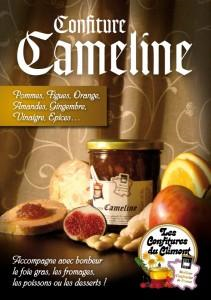 Confiture
Cameline
Pommes, Figues, Orange,
Amandes, Gingembre,
Vinaigre, Epices...
Cameline
Les
Confitures
du Climont
Accompagne avec bonheur
le foie gras, les fromages,
les poissons ou les desserts !